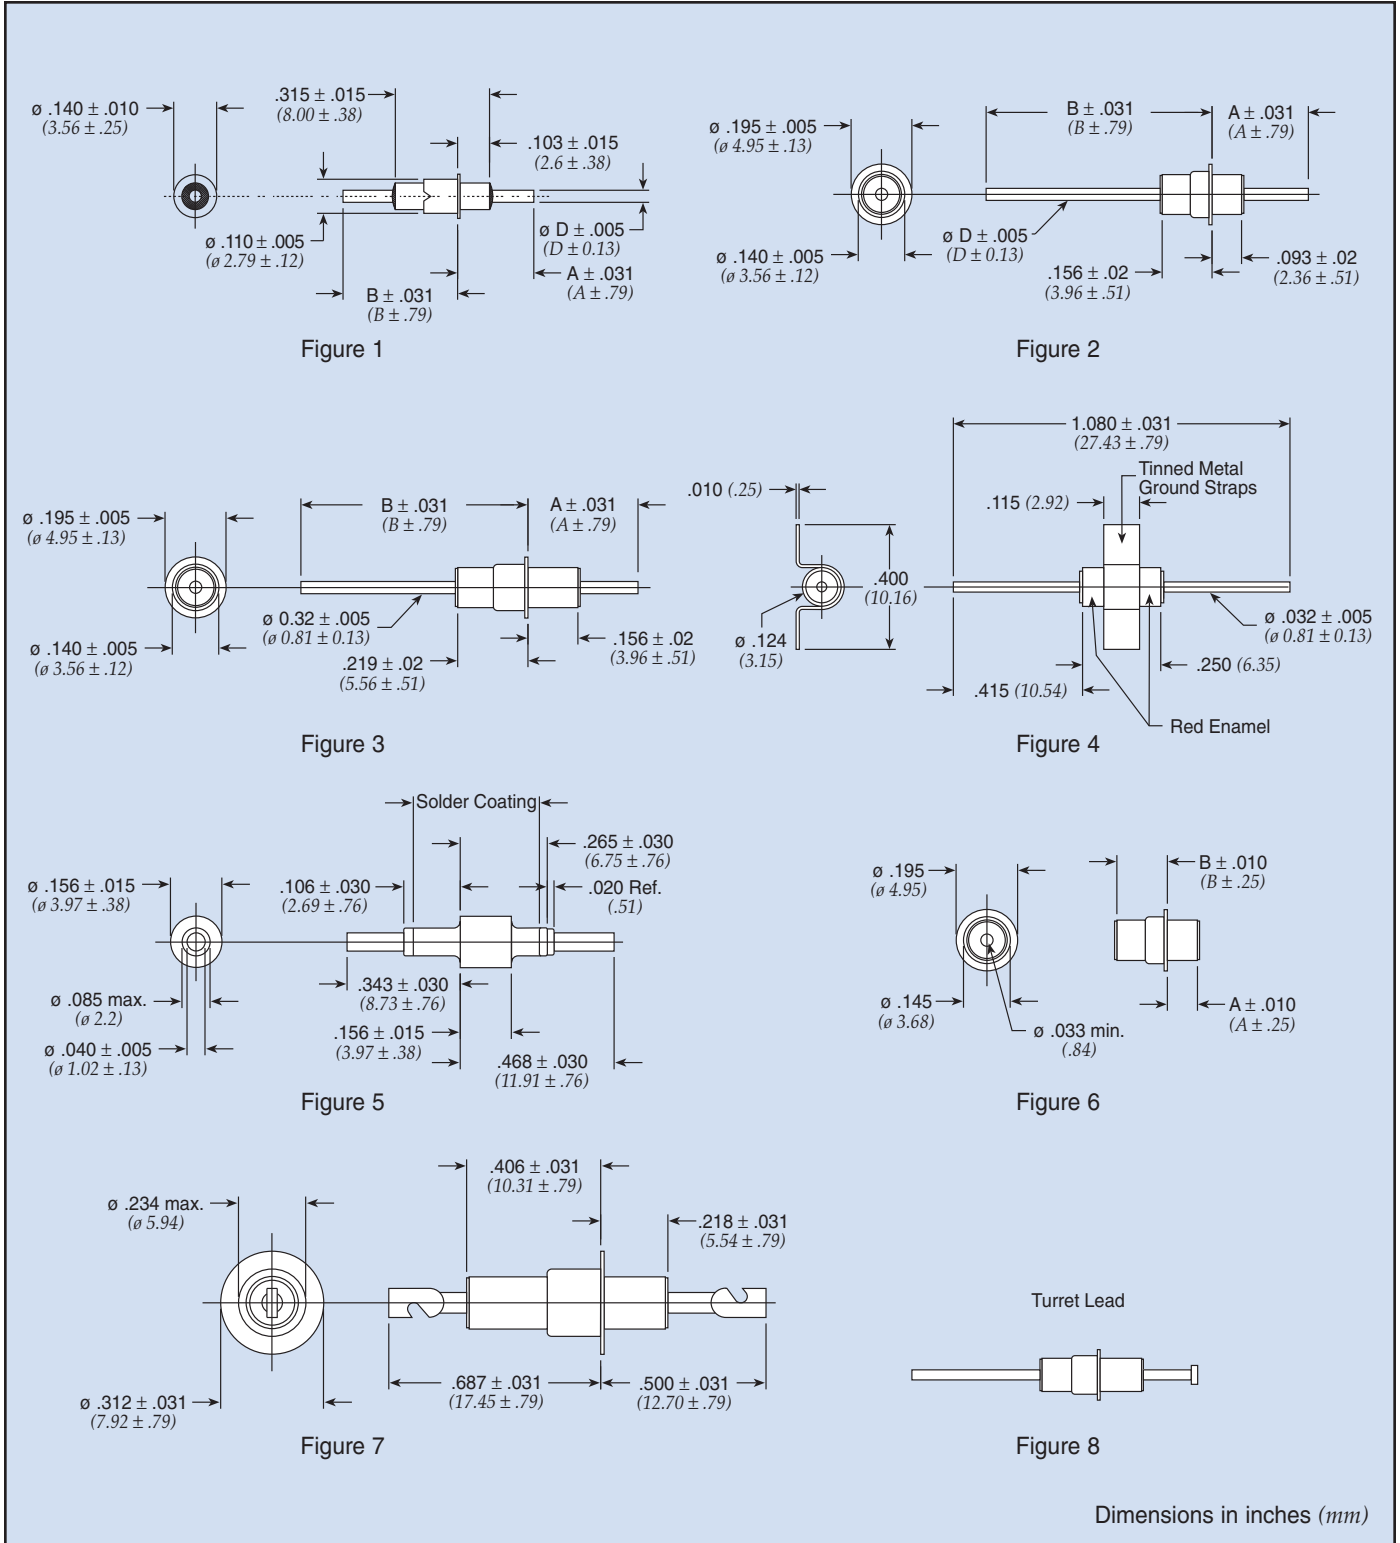 ø .140 ± .010
(3.56 ± .25)
.315 ± .015
(8.00 ± .38)
.103 ± .015
(2.6 ± .38)
ø .110 ± .005
(ø 2.79 ± .12)
ø D ± .005
(D ± 0.13)
A ± .031
(A ± .79)
B ± .031
(B ± .79)
Figure 1
ø .195 ± .005
(ø 4.95 ± .13)
B ± .031
(B ± .79)
A ± .031
(A ± .79)
ø D ± .005
(D ± 0.13)
ø .140 ± .005
(ø 3.56 ± .12)
.156 ± .02
(3.96 ± .51)
.093 ± .02
(2.36 ± .51)
Figure 2
ø .195 ± .005
(ø 4.95 ± .13)
B ± .031
(B ± .79)
A ± .031
(A ± .79)
ø 0.32 ± .005
(ø 0.81 ± 0.13)
ø .140 ± .005
(ø 3.56 ± .12)
.219 ± .02
(5.56 ± .51)
.156 ± .02
(3.96 ± .51)
Figure 3
1.080 ± .031
(27.43 ± .79)
Tinned Metal
Ground Straps
.010 (.25)
.115 (2.92)
.400
(10.16)
ø .124
(3.15)
ø .032 ± .005
(ø 0.81 ± 0.13)
.250 (6.35)
.415 (10.54)
Red Enamel
Figure 4
Solder Coating
.265 ± .030
(6.75 ± .76)
ø .156 ± .015
(ø 3.97 ± .38)
.106 ± .030
(2.69 ± .76)
.020 Ref.
(.51)
ø .085 max.
(ø 2.2)
.343 ± .030
(8.73 ± .76)
.156 ± .015
(3.97 ± .38)
ø .040 ± .005
(ø 1.02 ± .13)
.468 ± .030
(11.91 ± .76)
Figure 5
ø .195
(ø 4.95)
B ± .010
(B ± .25)
ø .145
(ø 3.68)
ø .033 min.
(.84)
A ± .010
(A ± .25)
Figure 6
.406 ± .031
(10.31 ± .79)
ø .234 max.
(ø 5.94)
.218 ± .031
(5.54 ± .79)
ø .312 ± .031
(7.92 ± .79)
.687 ± .031
(17.45 ± .79)
.500 ± .031
(12.70 ± .79)
Figure 7
Turret Lead
Figure 8
Dimensions in inches (mm)